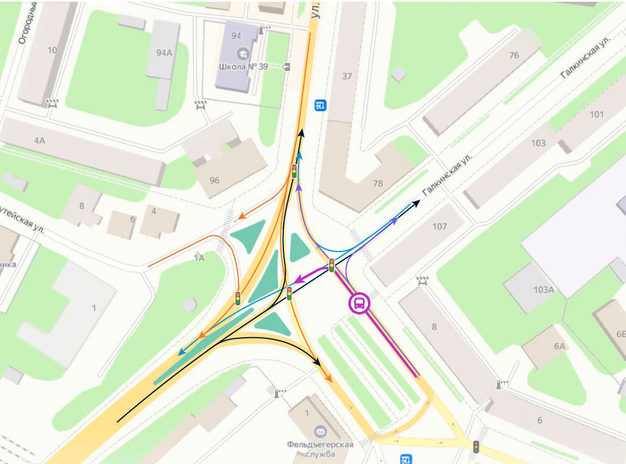 Огородный
ул.
94
94А
10
Школа № 39
37
76
Галкинская ул.
101
103
4А
96
78
Галкинская ул.
8
6
4
утейская ул.
107
ника
1А
103А
1
8
6А
6Б
1
6
Фельдъегерская
служба